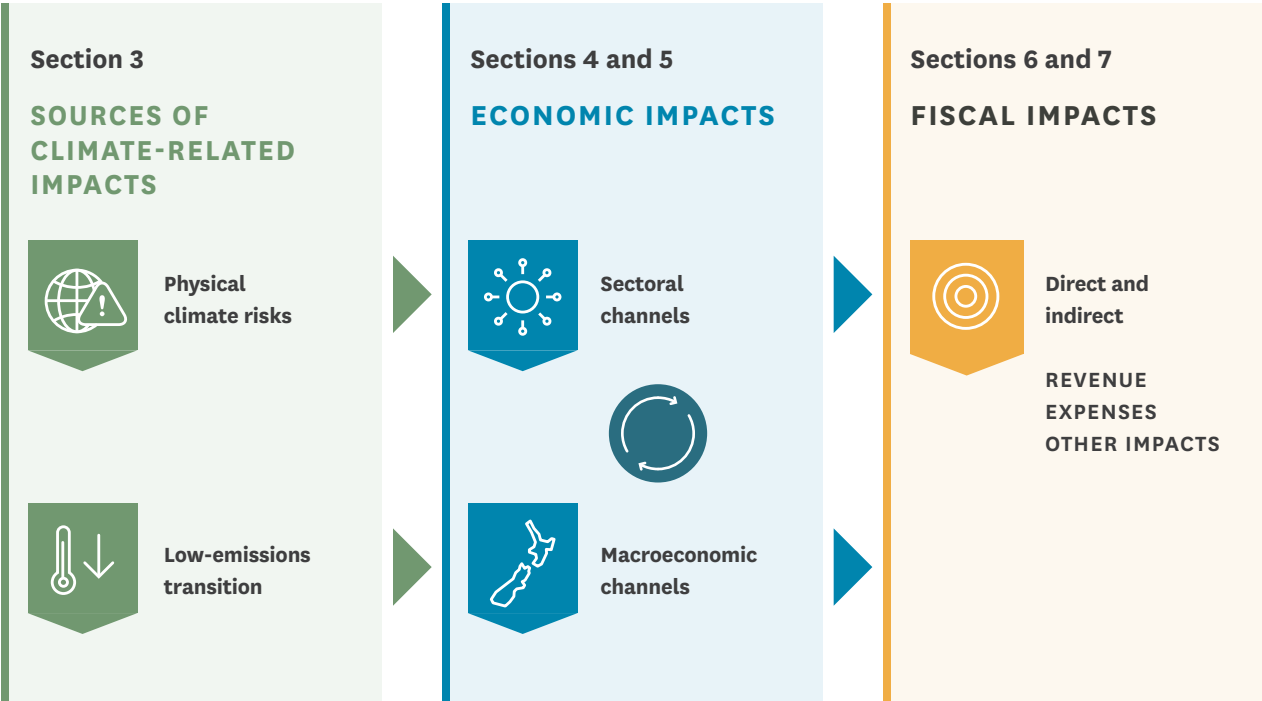 Section 3
SOURCES OF
CLIMATE-RELATED
IMPACTS
Physical
climate risks
Low-emissions
transition
Sections 4 and 5
ECONOMIC IMPACTS
Sectoral
channels
Macroeconomic
channels
Sections 6 and 7
FISCAL IMPACTS
Direct and
indirect
REVENUE
EXPENSES
OTHER IMPACTS